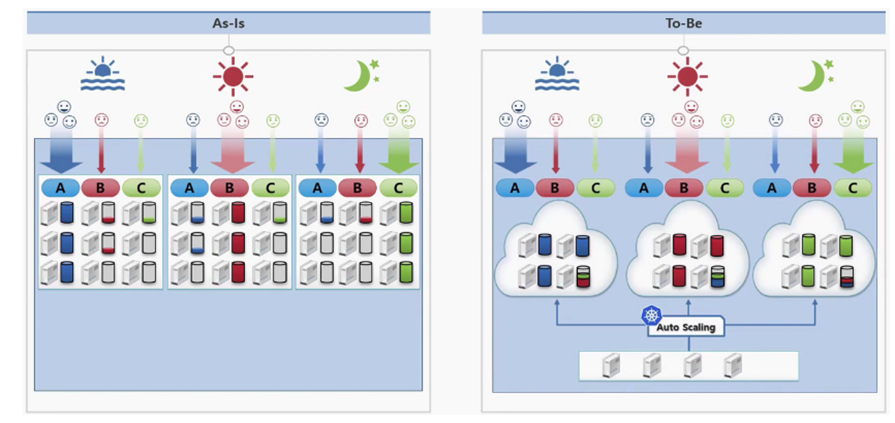 As-Is
To-Be
A B C A B C A B C
A B C A B C A B C
Auto Scaling